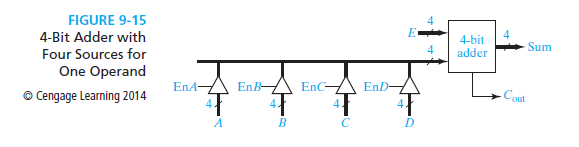 FIGURE 9-15
4-Bit Adder with
Four Sources for
One Operand
© Cengage Learning 2014
4
E
4
4-bit
adder
4
Sum
Cout
EnA
EnB
EnC
EnD
4
4
4
4
A
B
C
D